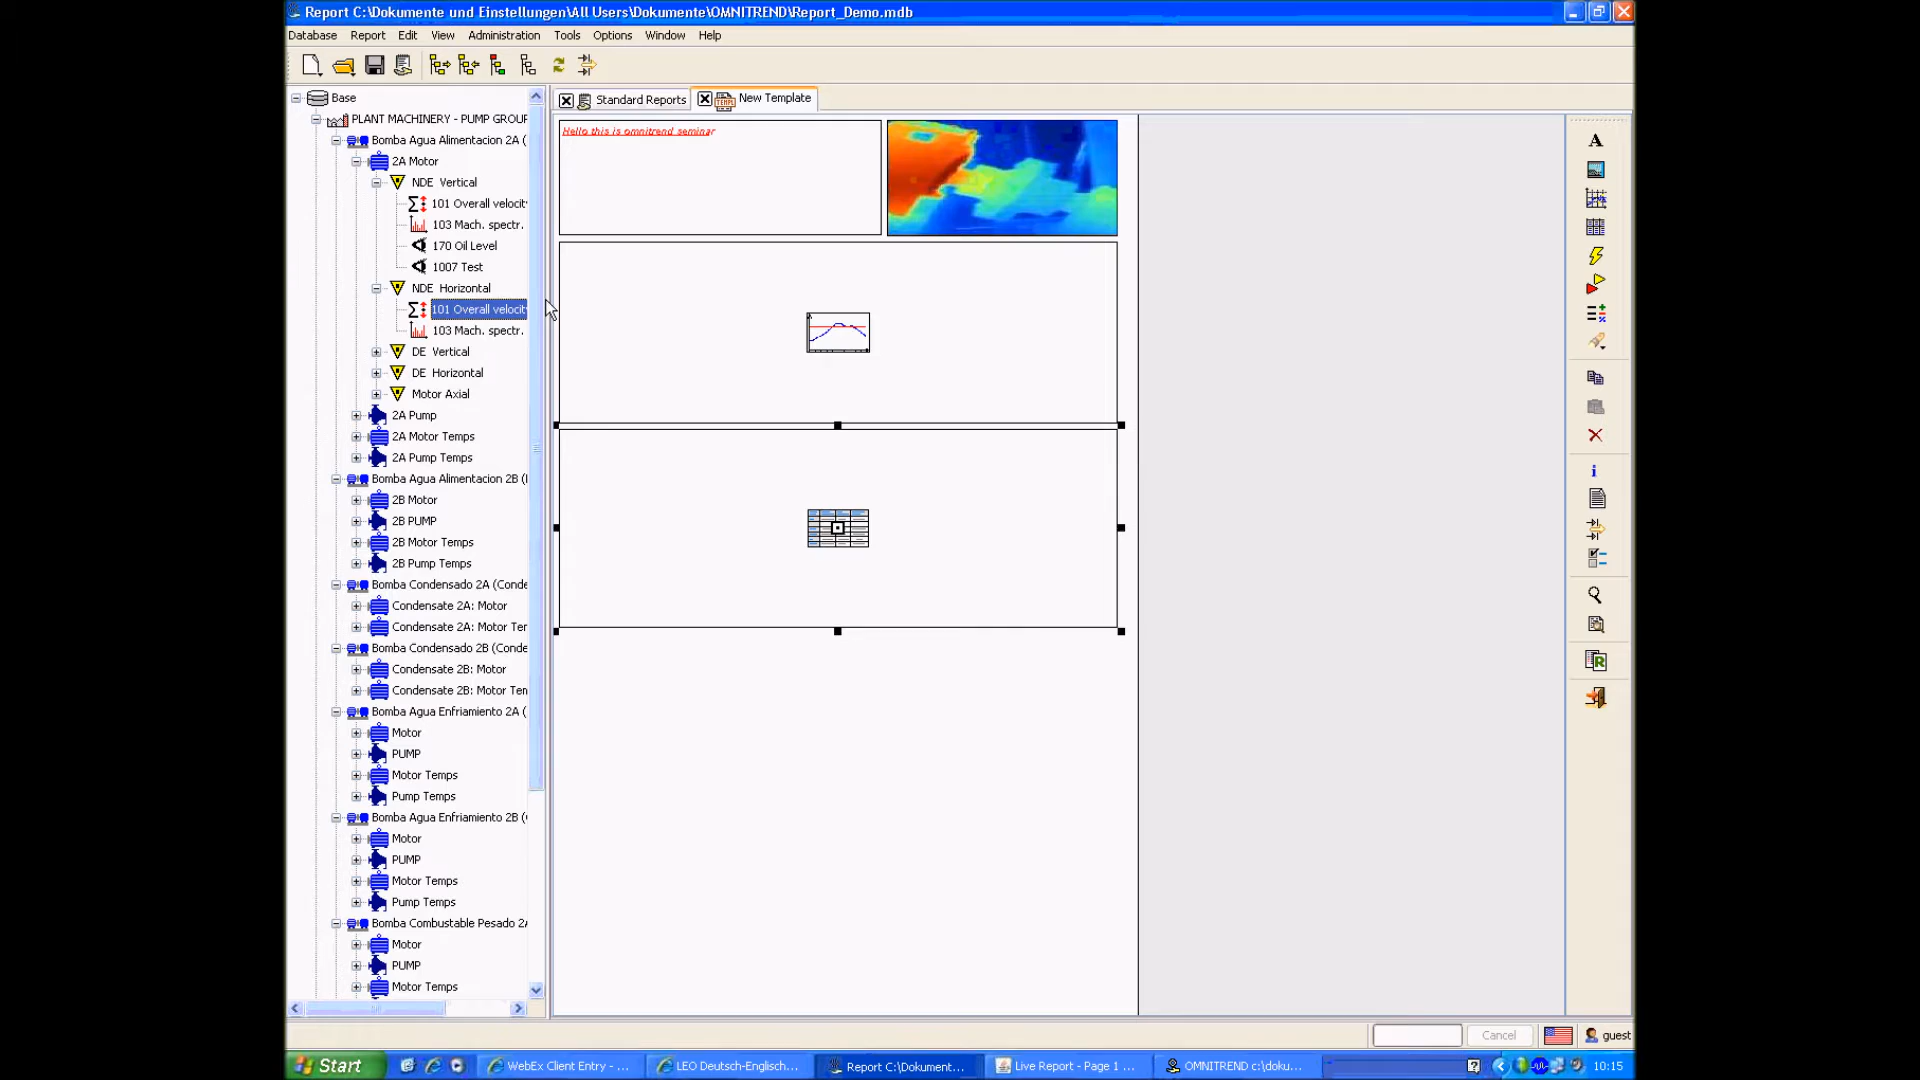 Report C:\Dokumente und Einstellungen\All Users\Dokumente\OMNITREND\Report_Demo.mdb
Database Report Edit View Administration Tools Options Window Help
Base
PLANT MACHINERY - PUMP GROUP
Bomba Agua Alimentacion 2A (
2A Motor
NDE Vertical
101 Overall velocit
103 Mach. spectr.
170 Oil Level
1007 Test
NDE Horizontal
101 Overall velocit
103 Mach. spectr.
DE Vertical
DE Horizontal
Motor Axial
2A Pump
2A Motor Temps
2A Pump Temps
Bomba Agua Alimentacion 2B (
2B Motor
2B PUMP
2B Motor Temps
2B Pump Temps
Bomba Condensado 2A (Conde
Condensate 2A: Motor
Condensate 2A: Motor Ter
Bomba Condensado 2B (Conde
Condensate 2B: Motor
Condensate 2B: Motor Ten
Bomba Agua Enfriamiento 2A (
Motor
PUMP
Motor Temps
Pump Temps
Bomba Agua Enfriamiento 2B (
Motor
PUMP
Motor Temps
Pump Temps
Bomba Combustable Pesado 2A
Motor
PUMP
Motor Temps
Standard Reports New Template
Hello this is omnitrend seminar
A
i
R
Cancel guest
Start WebEx Client Entry - ... LEO Deutsch-Englisch... Report C:\Dokument... Live Report - Page 1 ... OMNITREND c:\doku... ? 10:15